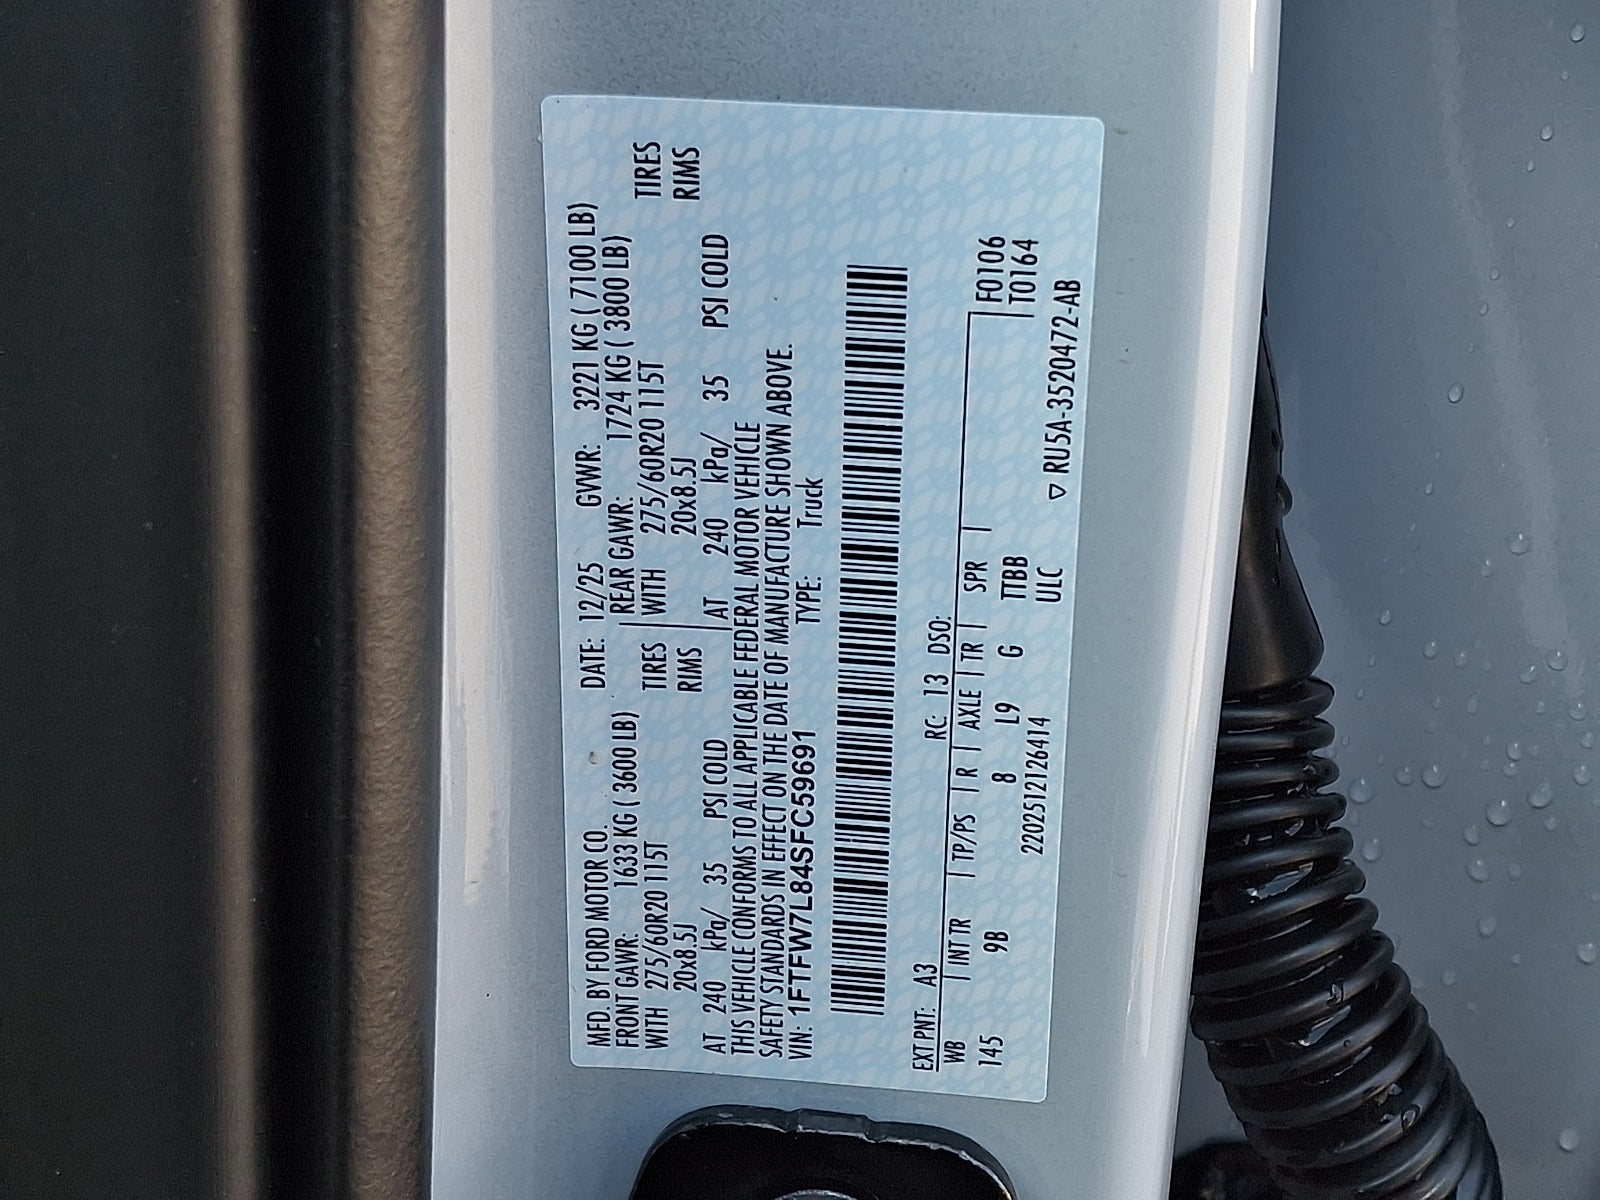 MFD. BY FORD MOTOR CO. DATE: 12/25 GVWR: 3221 KG ( 7100 LB)
FRONT GAWR: 1633 KG ( 3600 LB) REAR GAWR: 1724 KG ( 3800 LB)
WITH 275/60R20 115T TIRES WITH 275/60R20 115T TIRES
20x8.5J RIMS 20x8.5J RIMS
AT 240 kPa/ 35 PSI COLD AT 240 kPa/ 35 PSI COLD
THIS VEHICLE CONFORMS TO ALL APPLICABLE FEDERAL MOTOR VEHICLE
SAFETY STANDARDS IN EFFECT ON THE DATE OF MANUFACTURE SHOWN ABOVE.
VIN: 1FTFW7L84SFC59691 TYPE: Truck
EXT PNT: A3 RC: 13 DSO:
WB INT TR TP/PS R AXLE TR SPR F0106
145 9B 8 L9 G TTBB T0164
2202512126414 ULC
▽ RU5A-3520472-AB